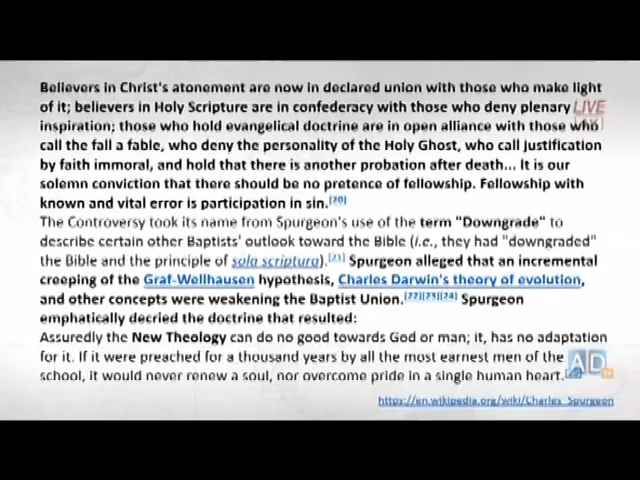 Believers in Christ's atonement are now in declared union with those who make light
of it; believers in Holy Scripture are in confederacy with those who deny plenary
LIVE
inspiration; those who hold evangelical doctrine are in open alliance with those who
call the fall a fable, who deny the personality of the Holy Ghost, who call justification
by faith immoral, and hold that there is another probation after death... It is our
solemn conviction that there should be no pretence of fellowship. Fellowship with
known and vital error is participation in sin.[20]
The Controversy took its name from Spurgeon's use of the term "Downgrade" to
describe certain other Baptists' outlook toward the Bible (i.e., they had "downgraded"
the Bible and the principle of sola scriptura).[21] Spurgeon alleged that an incremental
creeping of the Graf-Wellhausen hypothesis, Charles Darwin's theory of evolution,
and other concepts were weakening the Baptist Union.[22][23][24] Spurgeon
emphatically decried the doctrine that resulted:
Assuredly the New Theology can do no good towards God or man; it, has no adaptation
for it. If it were preached for a thousand years by all the most earnest men of the
school, it would never renew a soul, nor overcome pride in a single human heart.
AD
https://en.wikipedia.org/wiki/Charles_Spurgeon